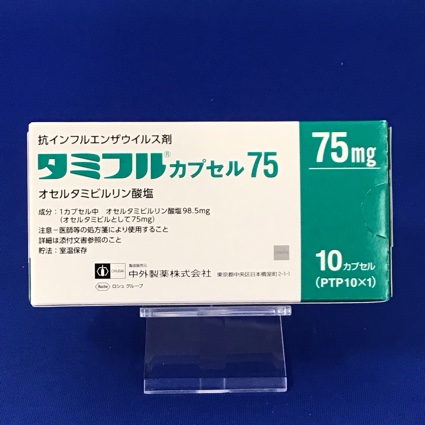 抗インフルエンザウイルス剤
タミフル®カプセル75
オセルタミビルリン酸塩
成分：1カプセル中 オセルタミビルリン酸塩98.5mg
（オセルタミビルとして75mg）
注意－医師等の処方箋により使用すること
詳細は添付文書参照のこと
貯法：室温保存
製造販売元
中外製薬株式会社 東京都中央区日本橋室町2-1-1
Roche ロシュ グループ
75mg
10カプセル
(PTP10×1)